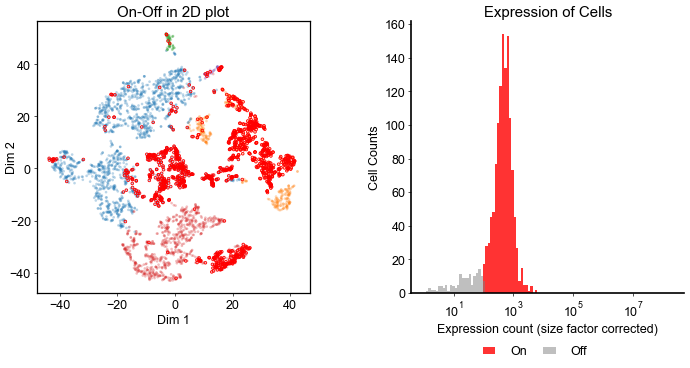 On-Off in 2D plot
40
20
0
−20
−40
Dim 2
−40 −20 0 20 40
Dim 1
Expression of Cells
160
140
120
100
80
60
40
20
0
Cell Counts
10^1 10^3 10^5 10^7
Expression count (size factor corrected)
On Off